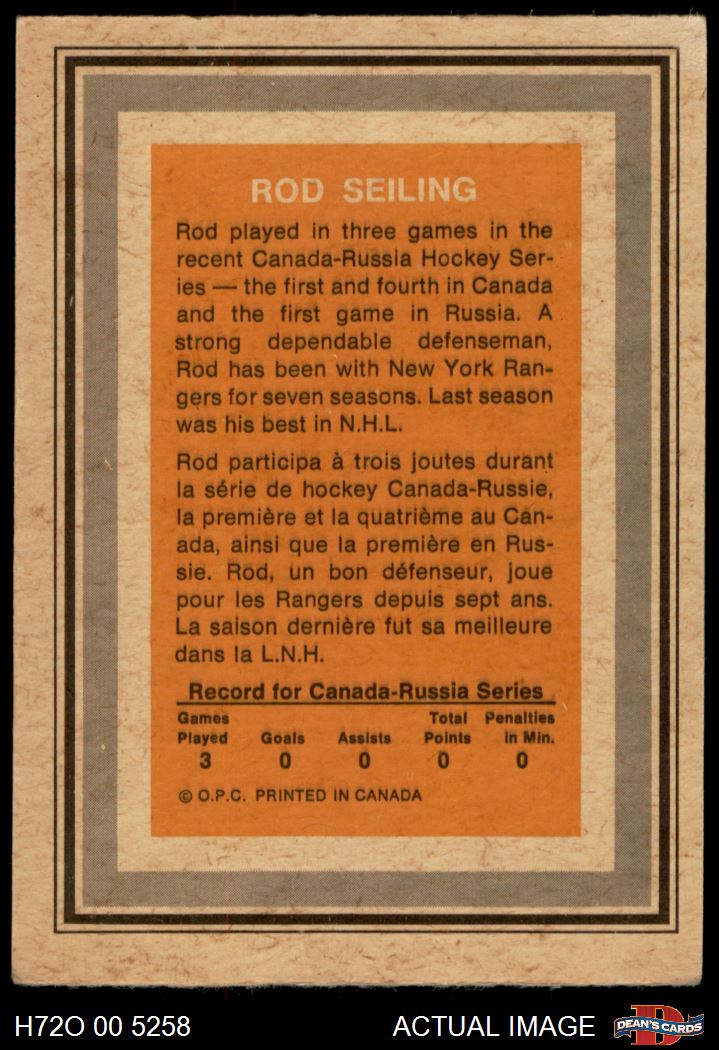 ROD SEILING
Rod played in three games in the
recent Canada-Russia Hockey Ser-
ies — the first and fourth in Canada
and the first game in Russia. A
strong dependable defenseman,
Rod has been with New York Ran-
gers for seven seasons. Last season
was his best in N.H.L.
Rod participa à trois joutes durant
la série de hockey Canada-Russie,
la première et la quatrième au Can-
ada, ainsi que la première en Rus-
sie. Rod, un bon défenseur, joue
pour les Rangers depuis sept ans.
La saison dernière fut sa meilleure
dans la L.N.H.
Record for Canada-Russia Series
Games Total Penalties
Played Goals Assists Points in Min.
3 0 0 0 0
© O.P.C. PRINTED IN CANADA
H72O 00 5258 ACTUAL IMAGE D DEAN'S CARDS